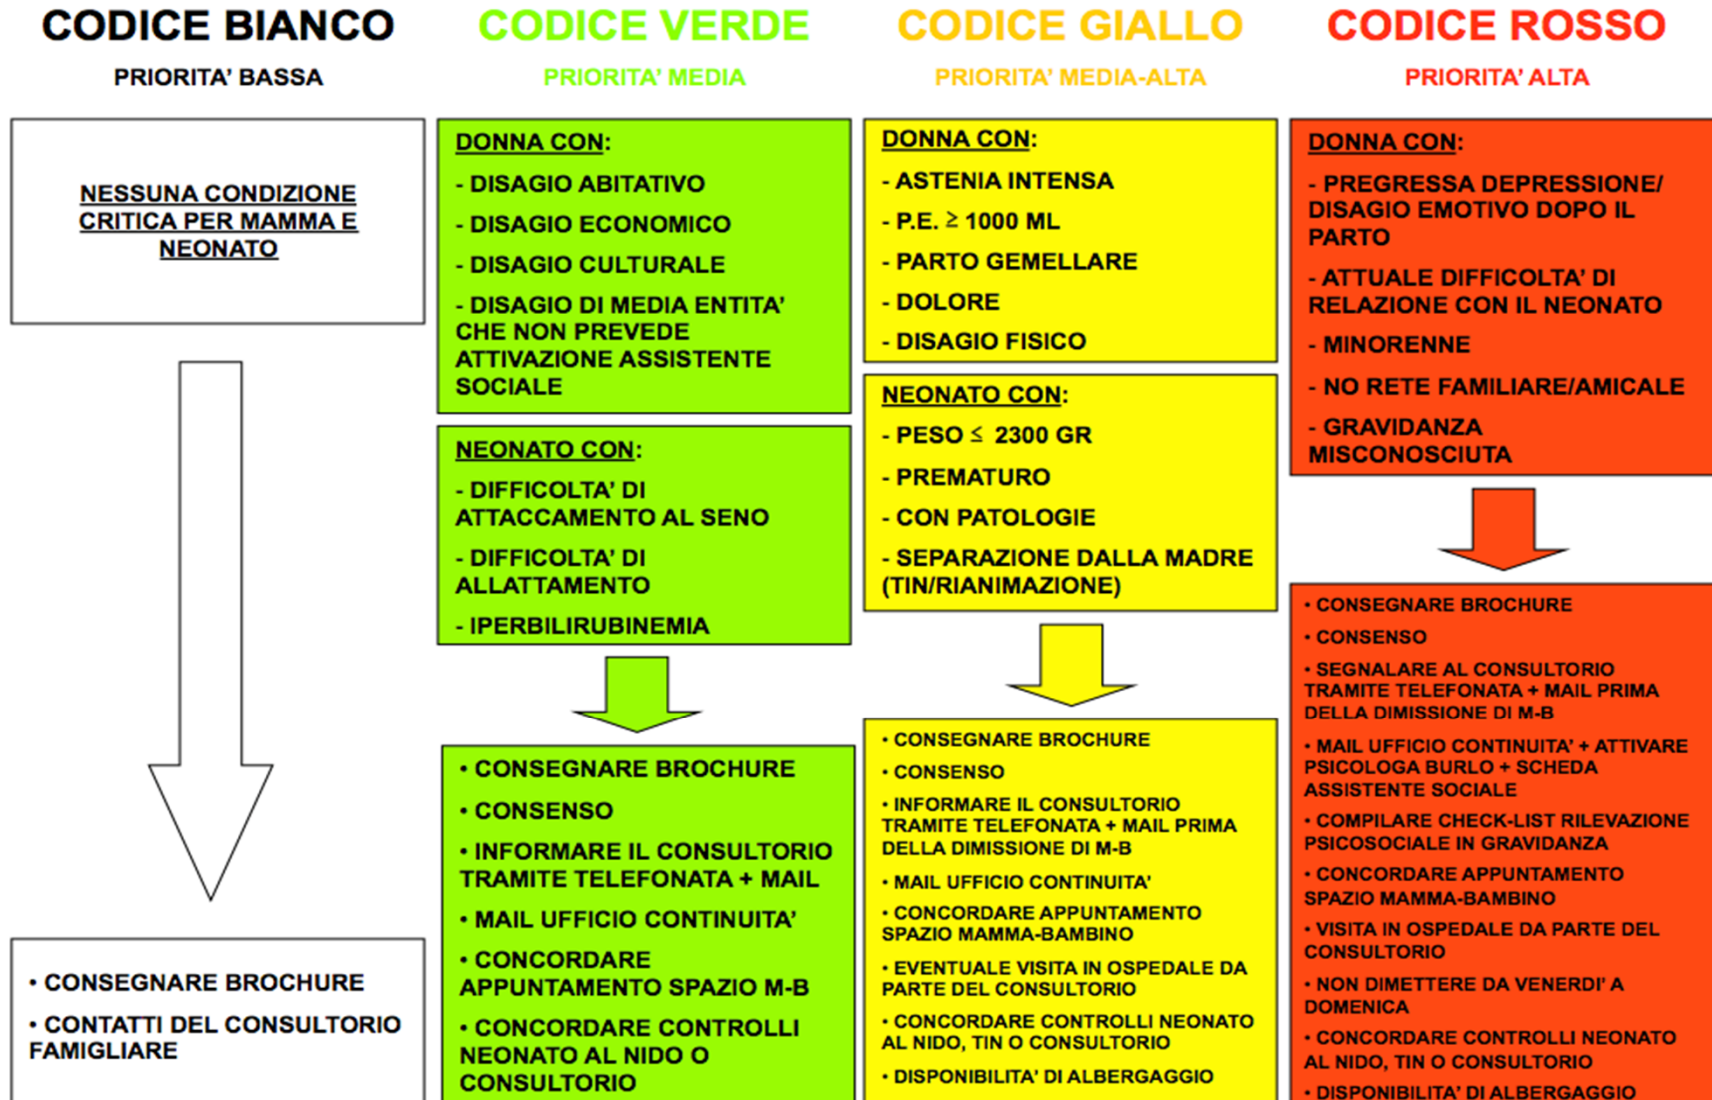 CODICE BIANCO
PRIORITA' BASSA
NESSUNA CONDIZIONE
CRITICA PER MAMMA E
NEONATO
• CONSEGNARE BROCHURE
• CONTATTI DEL CONSULTORIO
FAMIGLIARE
CODICE VERDE
PRIORITA' MEDIA
DONNA CON:
- DISAGIO ABITATIVO
- DISAGIO ECONOMICO
- DISAGIO CULTURALE
- DISAGIO DI MEDIA ENTITA'
CHE NON PREVEDE
ATTIVAZIONE ASSISTENTE
SOCIALE
NEONATO CON:
- DIFFICOLTA' DI
ATTACCAMENTO AL SENO
- DIFFICOLTA' DI
ALLATTAMENTO
- IPERBILIRUBINEMIA
• CONSEGNARE BROCHURE
• CONSENSO
• INFORMARE IL CONSULTORIO
TRAMITE TELEFONATA + MAIL
• MAIL UFFICIO CONTINUITA'
• CONCORDARE
APPUNTAMENTO SPAZIO M-B
• CONCORDARE CONTROLLI
NEONATO AL NIDO O
CONSULTORIO
CODICE GIALLO
PRIORITA' MEDIA-ALTA
DONNA CON:
- ASTENIA INTENSA
- P.E. ≥ 1000 ML
- PARTO GEMELLARE
- DOLORE
- DISAGIO FISICO
NEONATO CON:
- PESO ≤ 2300 GR
- PREMATURO
- CON PATOLOGIE
- SEPARAZIONE DALLA MADRE
(TIN/RIANIMAZIONE)
• CONSEGNARE BROCHURE
• CONSENSO
• INFORMARE IL CONSULTORIO
TRAMITE TELEFONATA + MAIL PRIMA
DELLA DIMISSIONE DI M-B
• MAIL UFFICIO CONTINUITA'
• CONCORDARE APPUNTAMENTO
SPAZIO MAMMA-BAMBINO
• EVENTUALE VISITA IN OSPEDALE DA
PARTE DEL CONSULTORIO
• CONCORDARE CONTROLLI NEONATO
AL NIDO, TIN O CONSULTORIO
• DISPONIBILITA' DI ALBERGAGGIO
CODICE ROSSO
PRIORITA' ALTA
DONNA CON:
- PREGRESSA DEPRESSIONE/
DISAGIO EMOTIVO DOPO IL
PARTO
- ATTUALE DIFFICOLTA' DI
RELAZIONE CON IL NEONATO
- MINORENNE
- NO RETE FAMILIARE/AMICALE
- GRAVIDANZA
MISCONOSCIUTA
• CONSEGNARE BROCHURE
• CONSENSO
• SEGNALARE AL CONSULTORIO
TRAMITE TELEFONATA + MAIL PRIMA
DELLA DIMISSIONE DI M-B
• MAIL UFFICIO CONTINUITA' + ATTIVARE
PSICOLOGA BURLO + SCHEDA
ASSISTENTE SOCIALE
• COMPILARE CHECK-LIST RILEVAZIONE
PSICOSOCIALE IN GRAVIDANZA
• CONCORDARE APPUNTAMENTO
SPAZIO MAMMA-BAMBINO
• VISITA IN OSPEDALE DA PARTE DEL
CONSULTORIO
• NON DIMETTERE DA VENERDI' A
DOMENICA
• CONCORDARE CONTROLLI NEONATO
AL NIDO, TIN O CONSULTORIO
• DISPONIBILITA' DI ALBERGAGGIO